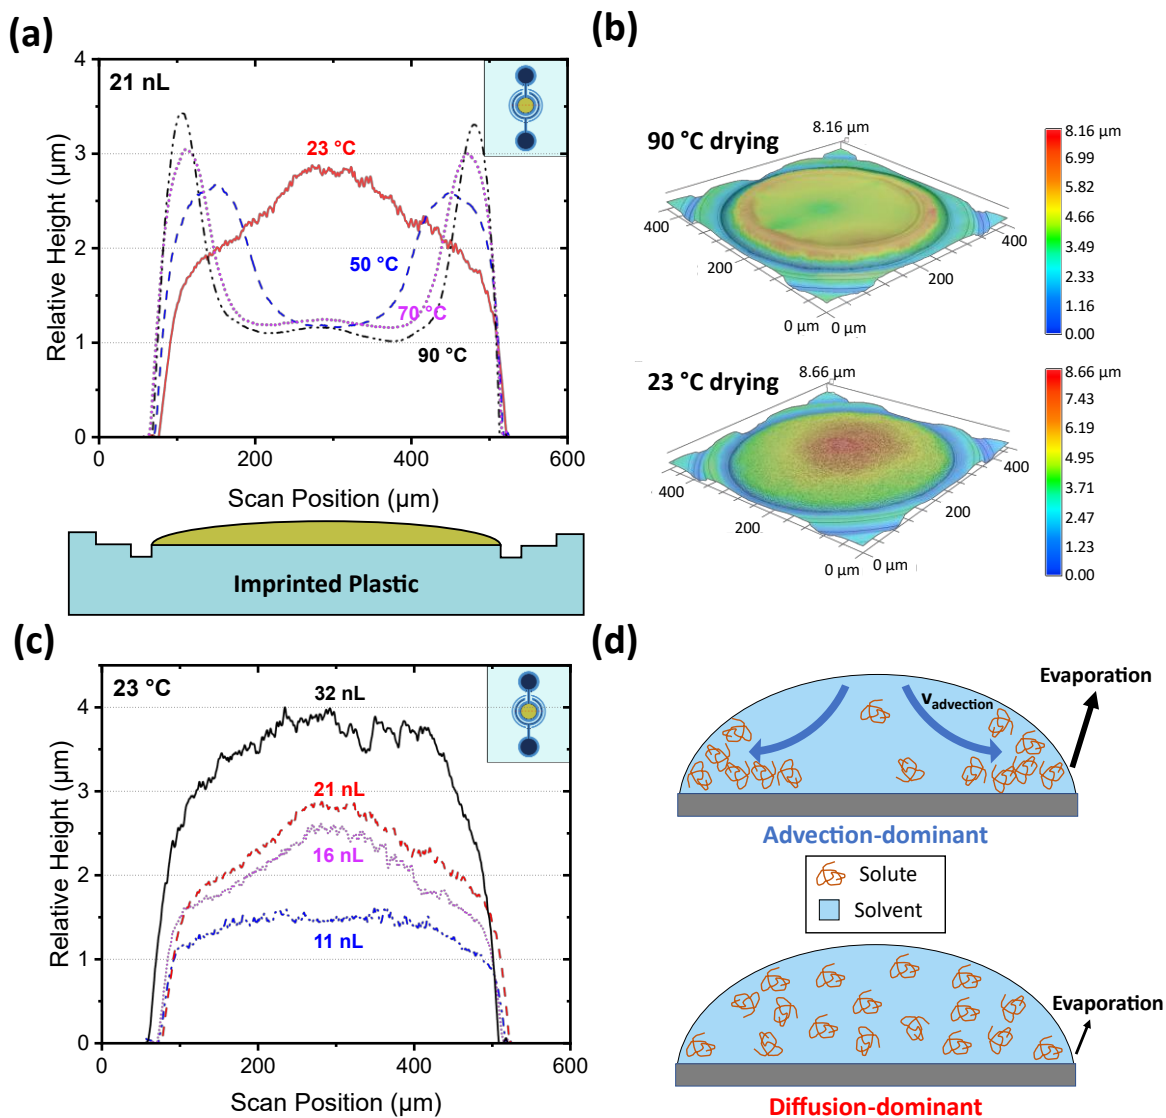 (a)
21 nL
23 °C
50 °C
70 °C
90 °C
4
3
2
1
0
Relative Height (µm)
0
200
400
600
Scan Position (µm)
Imprinted Plastic
(b)
90 °C drying
8.16 µm
400
200
0 µm
0 µm
200
400
8.16 µm
6.99
5.82
4.66
3.49
2.33
1.16
0.00
23 °C drying
8.66 µm
400
200
0 µm
0 µm
200
400
8.66 µm
7.43
6.19
4.95
3.71
2.47
1.23
0.00
(c)
23 °C
32 nL
21 nL
16 nL
11 nL
4
3
2
1
0
Relative Height (µm)
0
200
400
600
Scan Position (µm)
(d)
Evaporation
v advection
Advection-dominant
Solute
Solvent
Evaporation
Diffusion-dominant